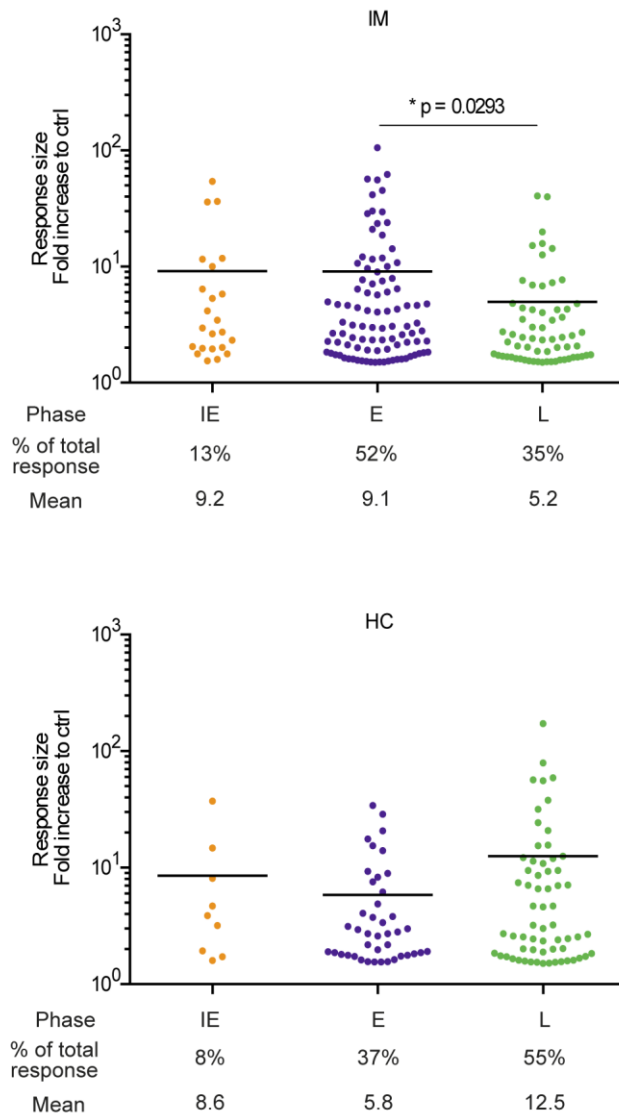 IM
10³
* p = 0.0293
10²
Response size
Fold increase to ctrl
10¹
10⁰
Phase IE E L
% of total
response 13% 52% 35%
Mean 9.2 9.1 5.2
HC
10³
10²
Response size
Fold increase to ctrl
10¹
10⁰
Phase IE E L
% of total
response 8% 37% 55%
Mean 8.6 5.8 12.5